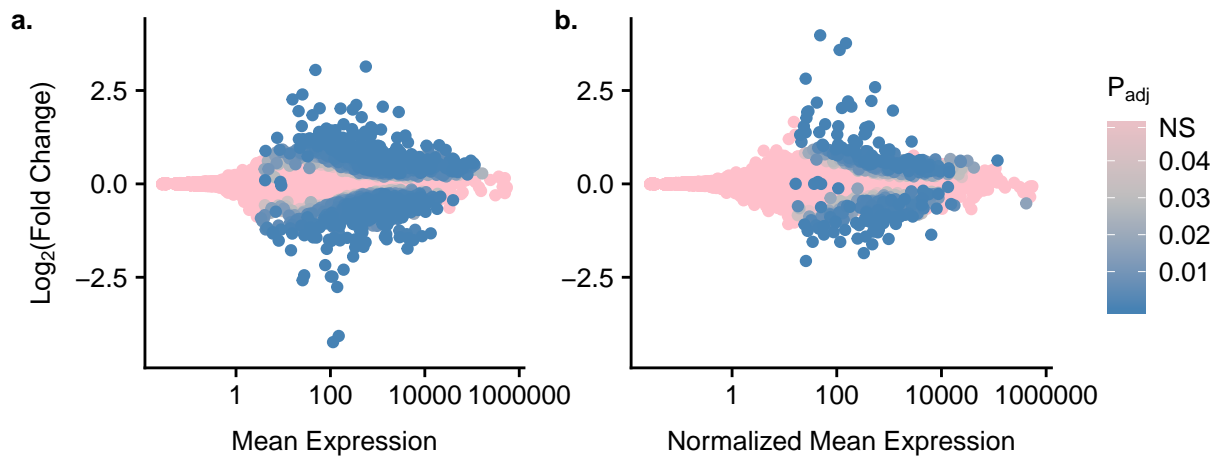 a.
Log2(Fold Change)
2.5
0.0
−2.5
1
100
10000
1000000
Mean Expression
b.
2.5
0.0
−2.5
1
100
10000
1000000
Normalized Mean Expression
Padj
NS
0.04
0.03
0.02
0.01